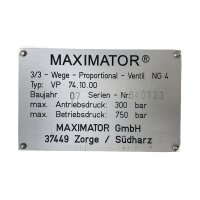 MAXIMATOR®
3/3 - Wege - Proportional - Ventil NG 4
Typ: VP 74.10.00
Baujahr 07 Serien - Nr.
max. Antriebsdruck: 300 bar
max. Betriebsdruck: 750 bar
MAXIMATOR GmbH
37449 Zorge / Südharz